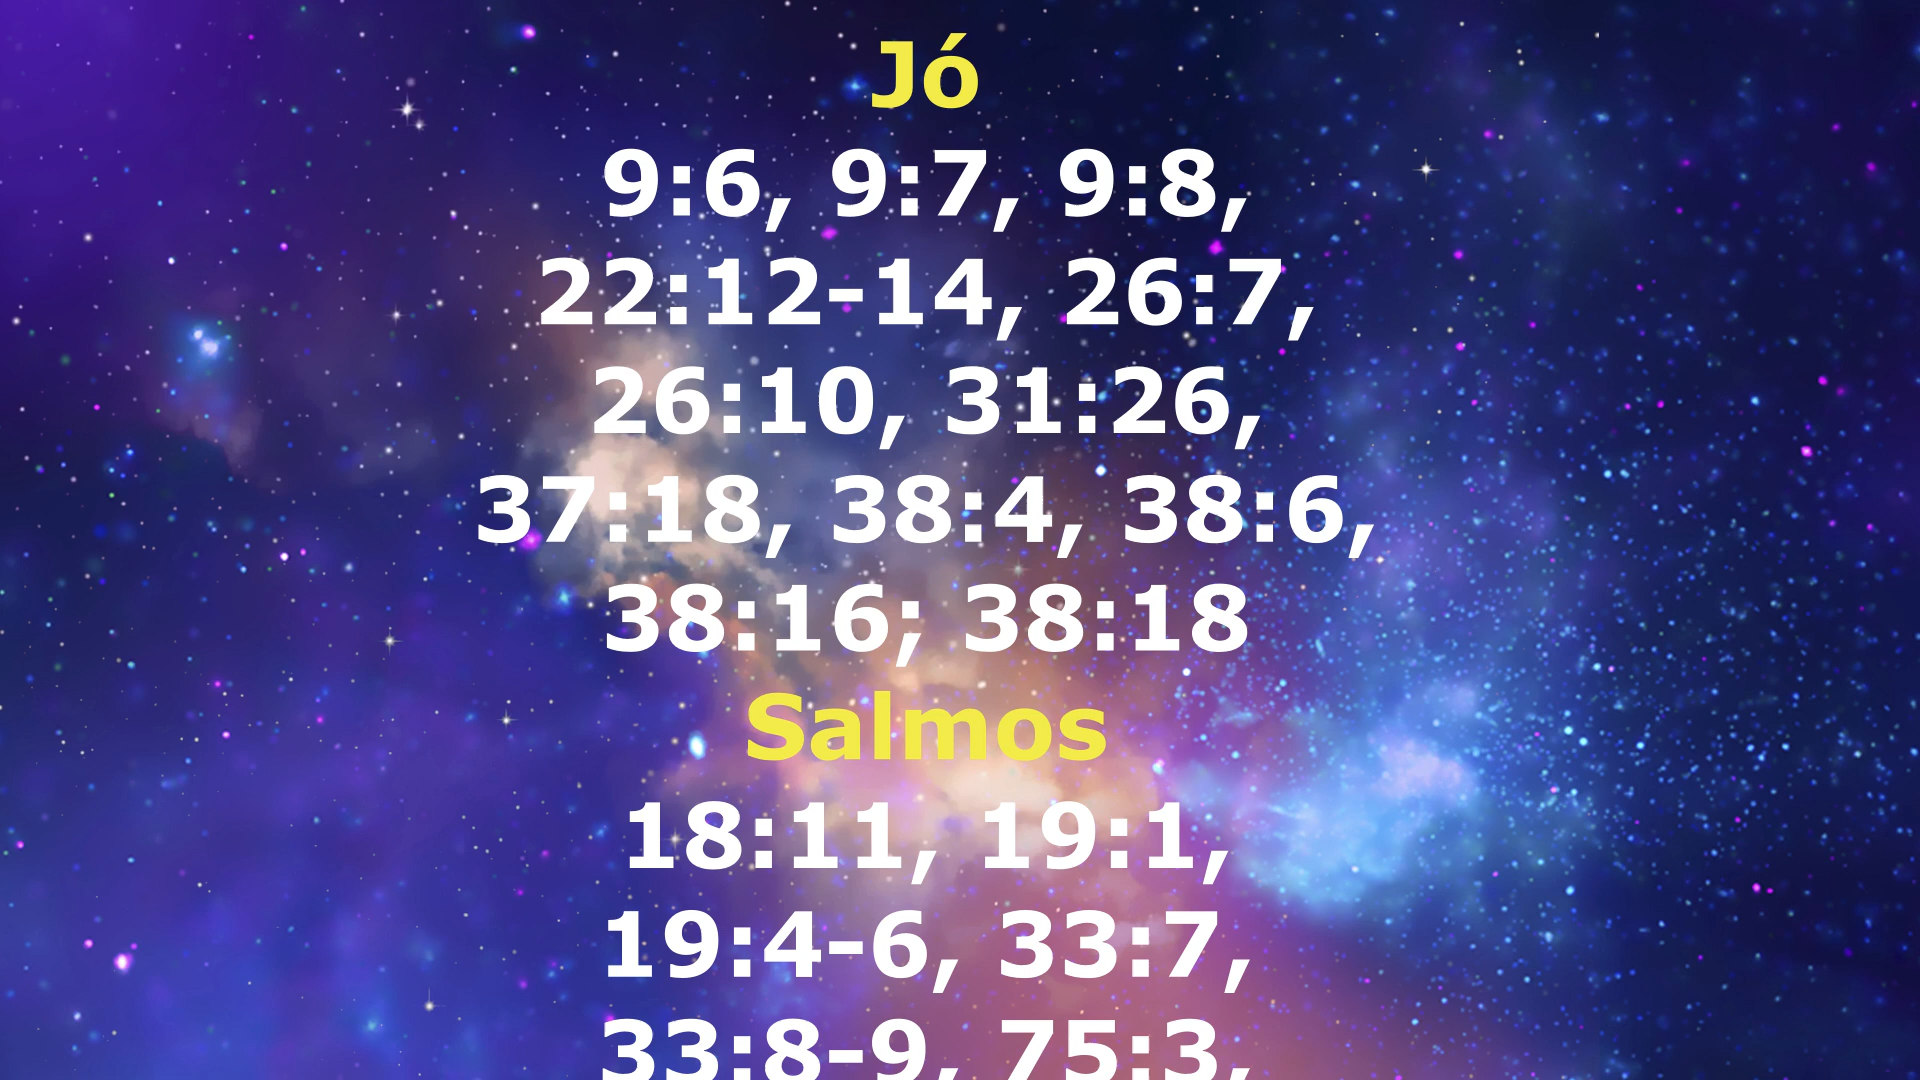 Jó
9:6, 9:7, 9:8,
22:12-14, 26:7,
26:10, 31:26,
37:18, 38:4, 38:6,
38:16; 38:18
Salmos
18:11, 19:1,
19:4-6, 33:7,
33:8-9, 75:3,